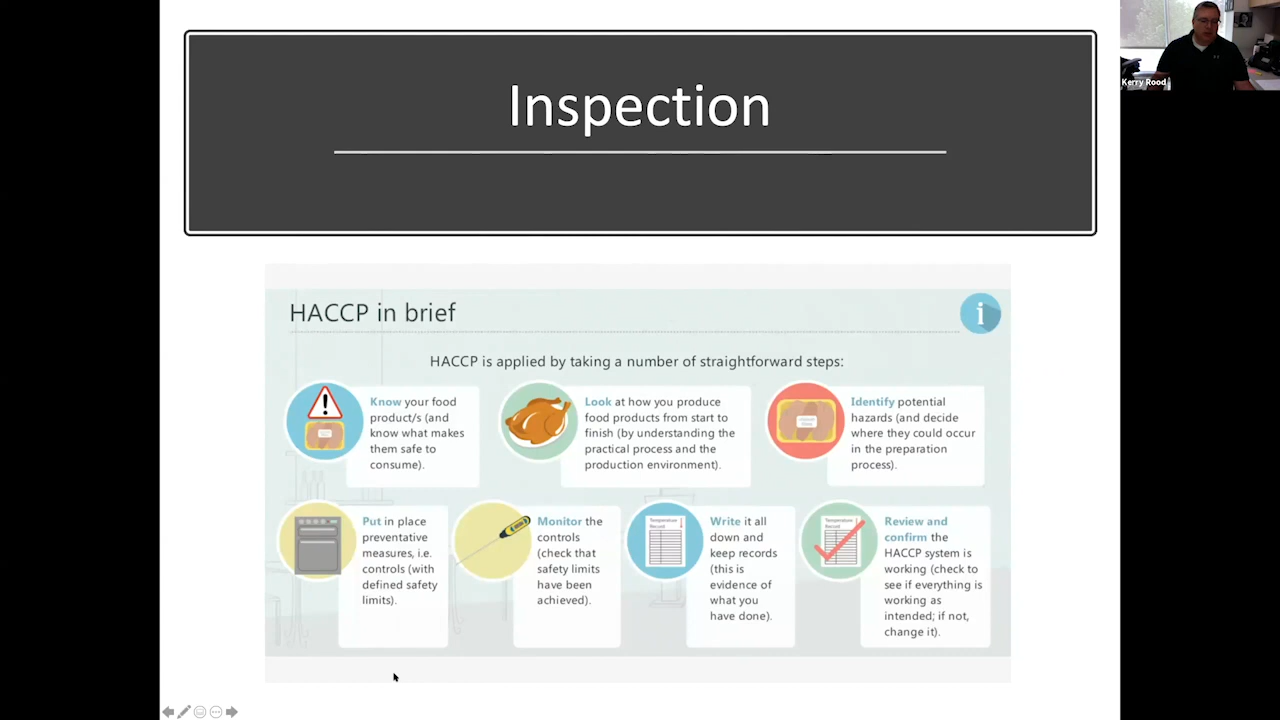 Inspection
Kerry Rood
HACCP in brief
i
HACCP is applied by taking a number of straightforward steps:
Know your food
product/s (and
know what makes
them safe to
consume).
Look at how you produce
food products from start to
finish (by understanding the
practical process and the
production environment).
Identify potential
hazards (and decide
where they could occur
in the preparation
process).
Put in place
preventative
measures, i.e.
controls (with
defined safety
limits).
Monitor the
controls
(check that
safety limits
have been
achieved).
Temperature
Record
Write it all
down and
keep records
(this is
evidence of
what you
have done).
Temperature
Record
Review and
confirm the
HACCP system is
working (check to
see if everything is
working as
intended; if not,
change it).